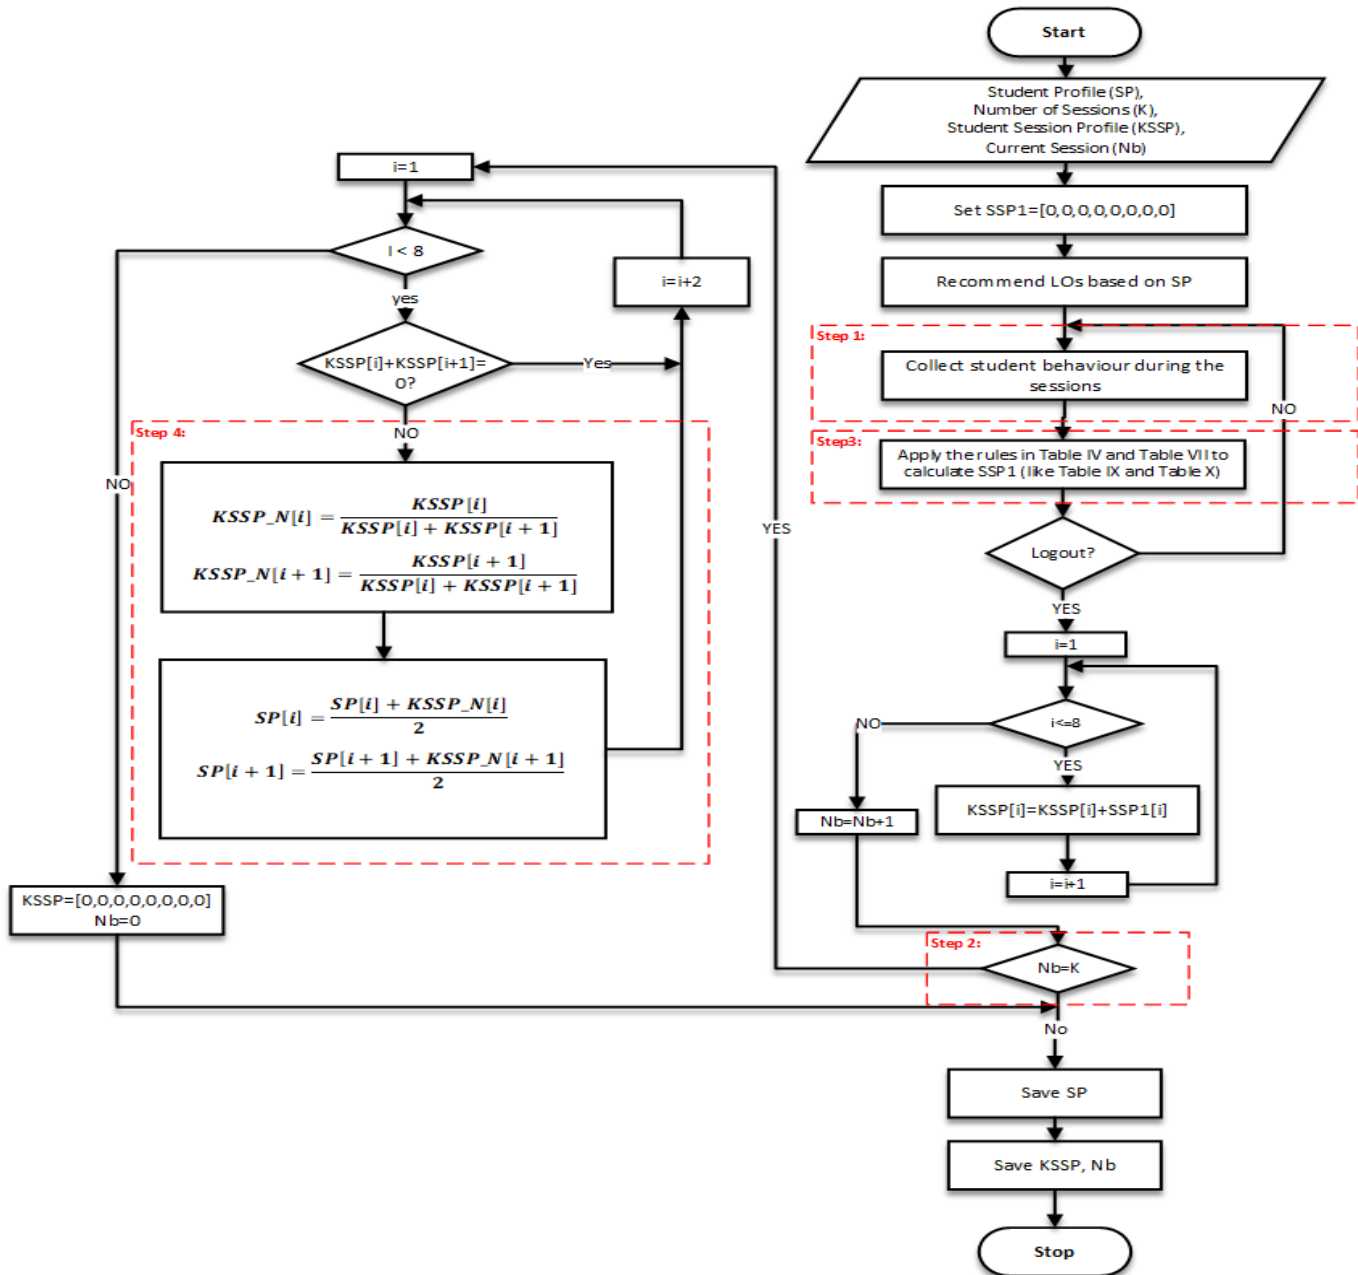 Start
Student Profile (SP),
Number of Sessions (K),
Student Session Profile (KSSP),
Current Session (Nb)
Set SSP1=[0,0,0,0,0,0,0,0]
Recommend LOs based on SP
Step 1:
Collect student behaviour during the
sessions
NO
Step3:
Apply the rules in Table IV and Table VII to
calculate SSP1 (like Table IX and Table X)
Logout?
YES
i=1
i<=8
NO
YES
KSSP[i]=KSSP[i]+SSP1[i]
Nb=Nb+1
i=i+1
Step 2:
Nb=K
YES
No
i=1
I < 8
i=i+2
yes
KSSP[i]+KSSP[i+1]=
0?
Yes
NO
Step 4:
NO
KSSP_N[i] = KSSP[i] / KSSP[i] + KSSP[i + 1]
KSSP_N[i + 1] = KSSP[i + 1] / KSSP[i] + KSSP[i + 1]
SP[i] = SP[i] + KSSP_N[i] / 2
SP[i + 1] = SP[i + 1] + KSSP_N[i + 1] / 2
KSSP=[0,0,0,0,0,0,0,0]
Nb=0
Save SP
Save KSSP, Nb
Stop